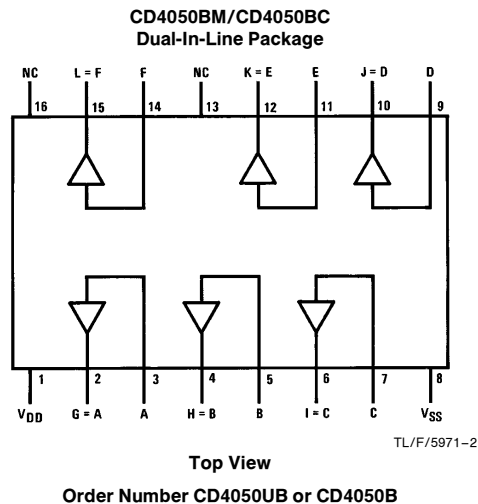 CD4050BM/CD4050BC
Dual-In-Line Package
NC L = F F NC K = E E J = D D
16 15 14 13 12 11 10 9
1 2 3 4 5 6 7 8
VDD G = A A H = B B I = C C VSS
TL/F/5971–2
Top View
Order Number CD4050UB or CD4050B